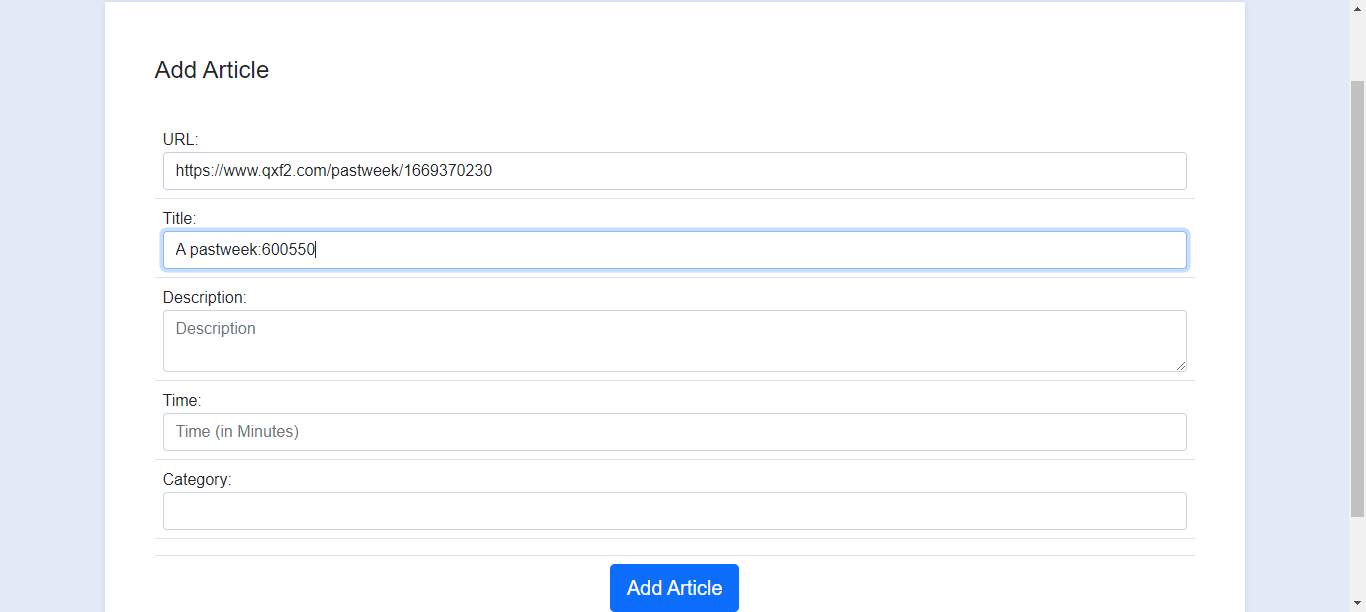 Add Article
URL:
https://www.qxf2.com/pastweek/1669370230
Title:
A pastweek:600550
Description:
Description
Time:
Time (in Minutes)
Category:
Add Article